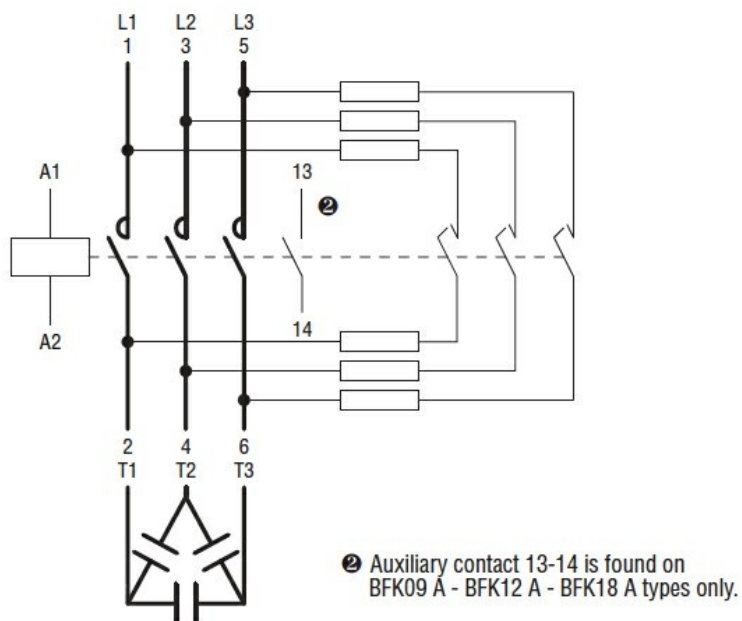 L1 L2 L3
1 3 5
A1
13
❷
14
A2
2 4 6
T1 T2 T3
❷ Auxiliary contact 13-14 is found on
BFK09 A - BFK12 A - BFK18 A types only.